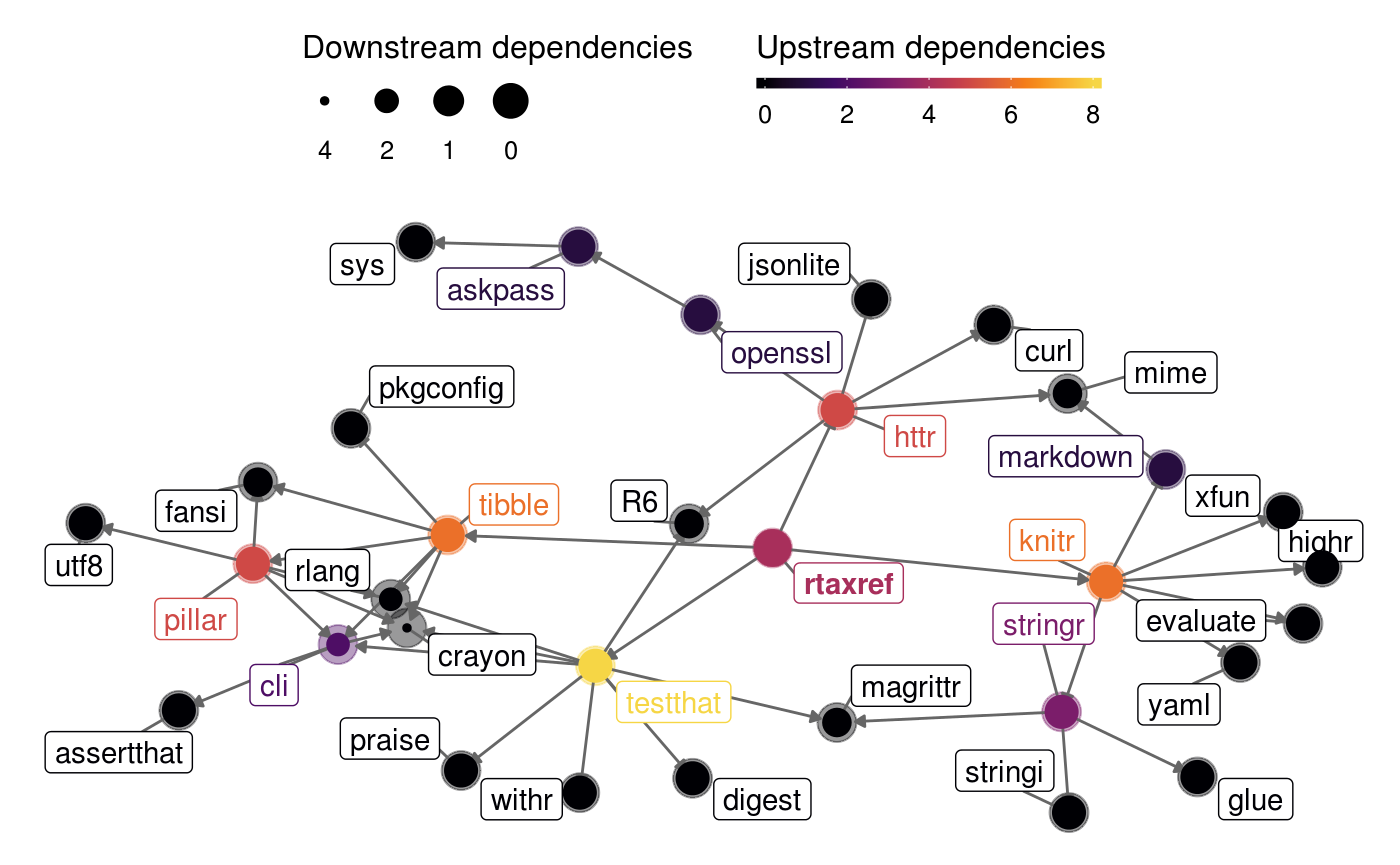 Downstream dependencies
4 2 1 0
Upstream dependencies
0 2 4 6 8
sys
askpass
jsonlite
openssl
curl
mime
pkgconfig
httr
markdown
xfun
fansi
tibble
R6
knitr
highr
utf8
rlang
rtaxref
pillar
stringr
evaluate
crayon
cli
testthat
magrittr
yaml
assertthat
praise
withr
digest
stringi
glue